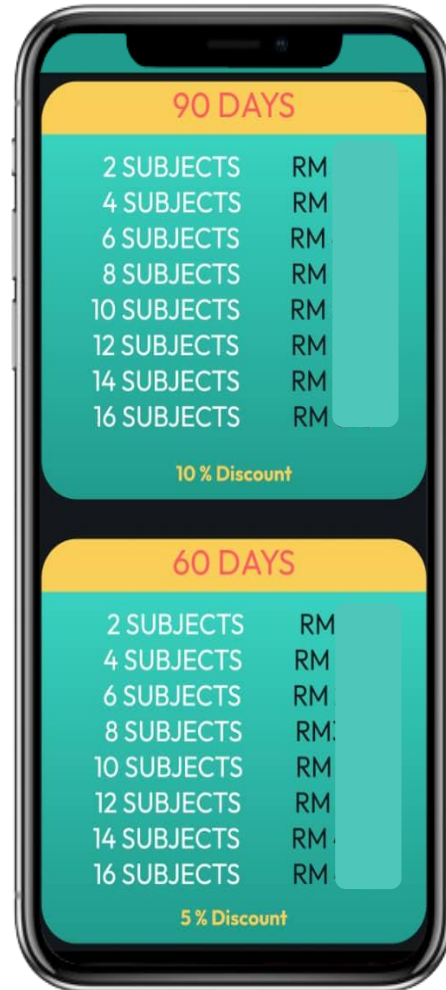 90 DAYS
2 SUBJECTS RM
4 SUBJECTS RM
6 SUBJECTS RM
8 SUBJECTS RM
10 SUBJECTS RM
12 SUBJECTS RM
14 SUBJECTS RM
16 SUBJECTS RM
10 % Discount
60 DAYS
2 SUBJECTS RM
4 SUBJECTS RM
6 SUBJECTS RM
8 SUBJECTS RM
10 SUBJECTS RM
12 SUBJECTS RM
14 SUBJECTS RM
16 SUBJECTS RM
5 % Discount